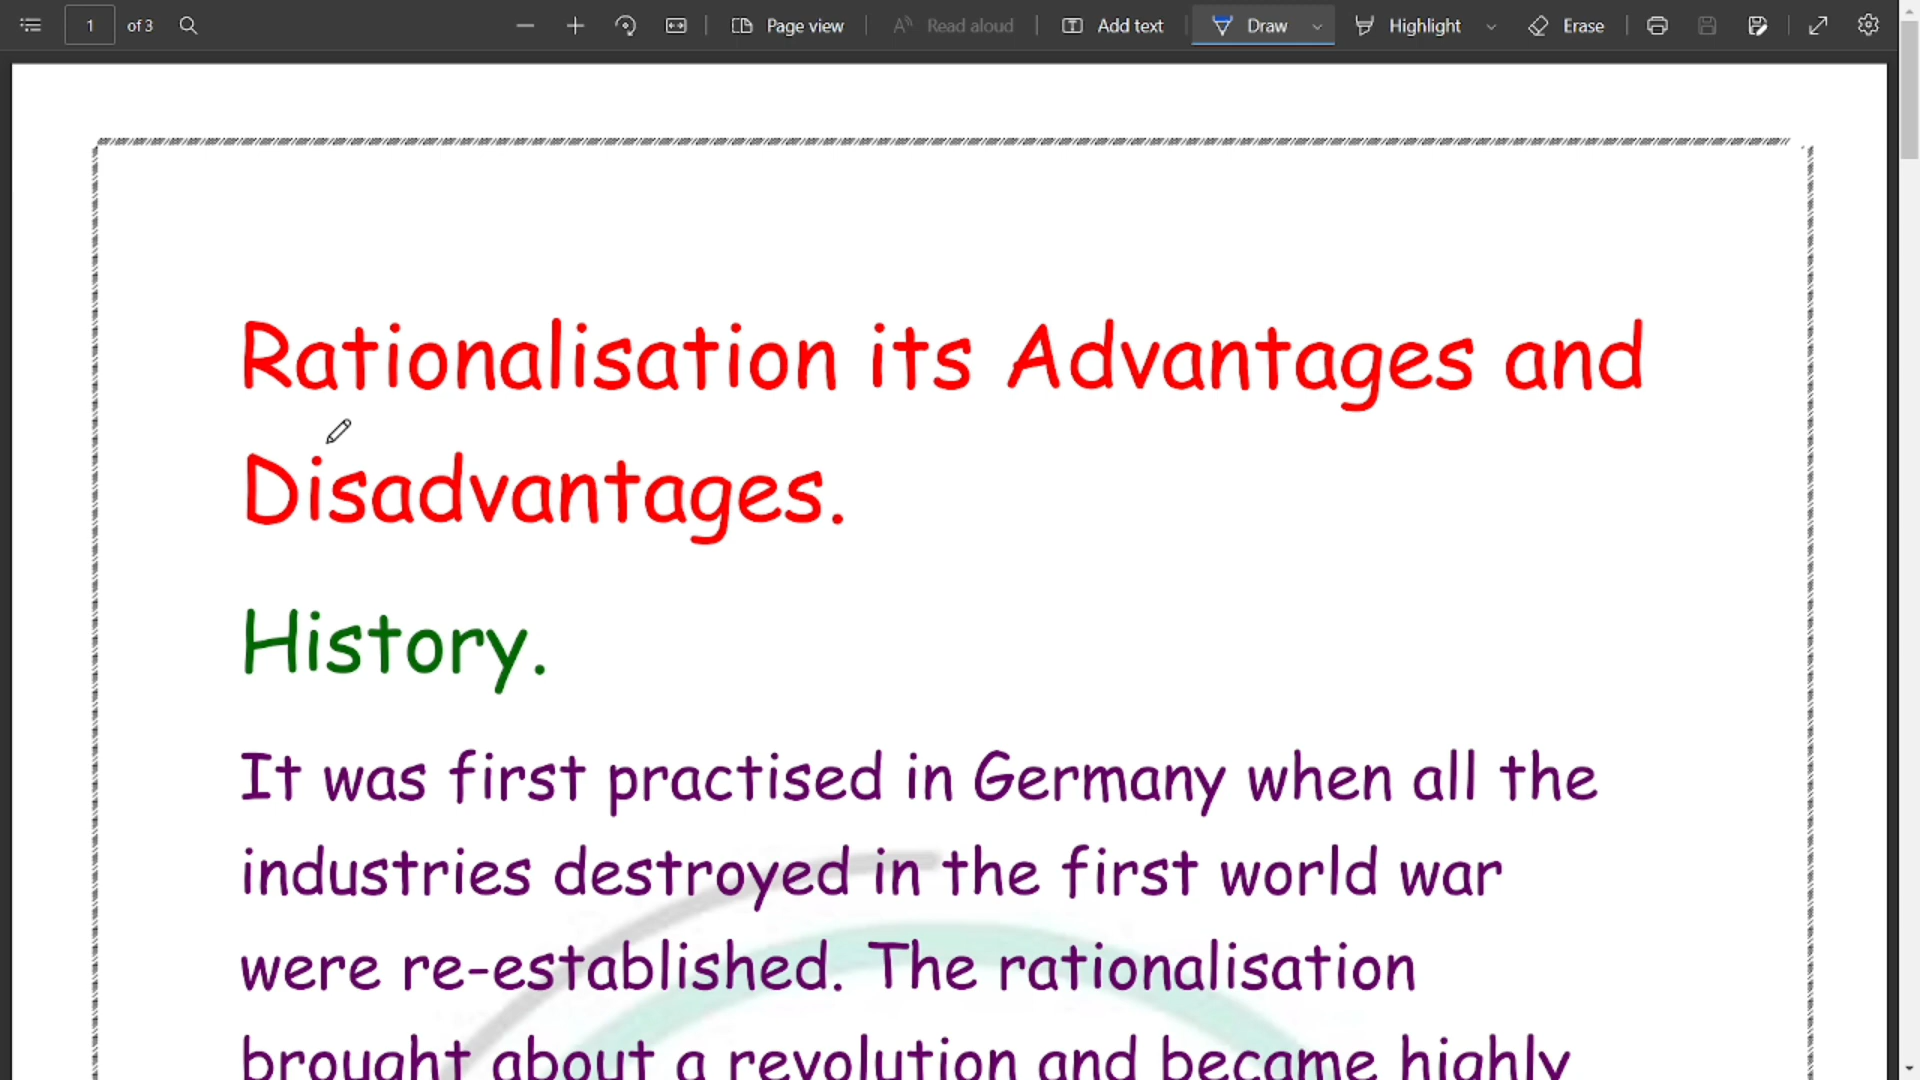 1 of 3 Page view Read aloud Add text Draw Highlight Erase
Rationalisation its Advantages and
Disadvantages.
History.
It was first practised in Germany when all the
industries destroyed in the first world war
were re-established. The rationalisation
brought about a revolution and became highly